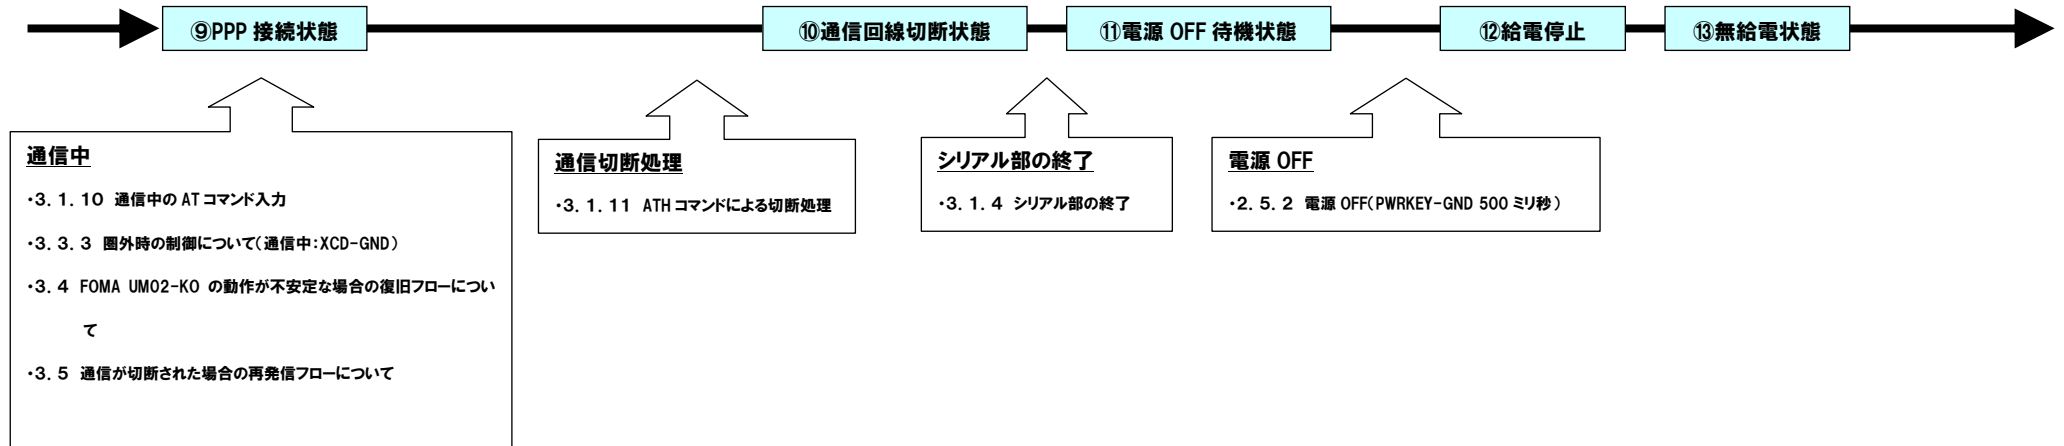 ⑨PPP 接続状態
⑩通信回線切断状態
⑪電源 OFF 待機状態
⑫給電停止
⑬無給電状態
通信中
・3．1．10 通信中の AT コマンド入力
・3．3．3 圏外時の制御について（通信中：XCD-GND）
・3．4 FOMA UM02-KO の動作が不安定な場合の復旧フローについ
て
・3．5 通信が切断された場合の再発信フローについて
通信切断処理
・3．1．11 ATH コマンドによる切断処理
シリアル部の終了
・3．1．4 シリアル部の終了
電源 OFF
・2．5．2 電源 OFF（PWRKEY-GND 500 ミリ秒）